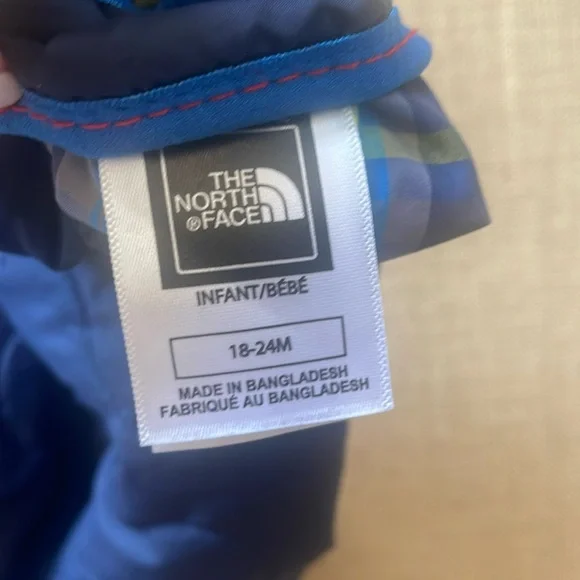 THE
NORTH
®FACE
INFANT/BÉBÉ
18-24M
MADE IN BANGLADESH
FABRIQUÉ AU BANGLADESH